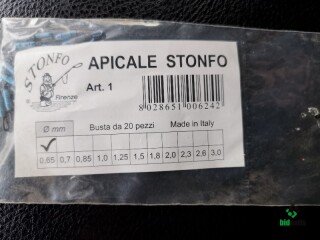 STONFO
Firenze
APICALE STONFO
Art. 1
8 028651 006242
Ø mm
Busta da 20 pezzi
Made in Italy
0,65 0,7 0,85 1,0 1,25 1,5 1,8 2,0 2,3 2,6 3,0